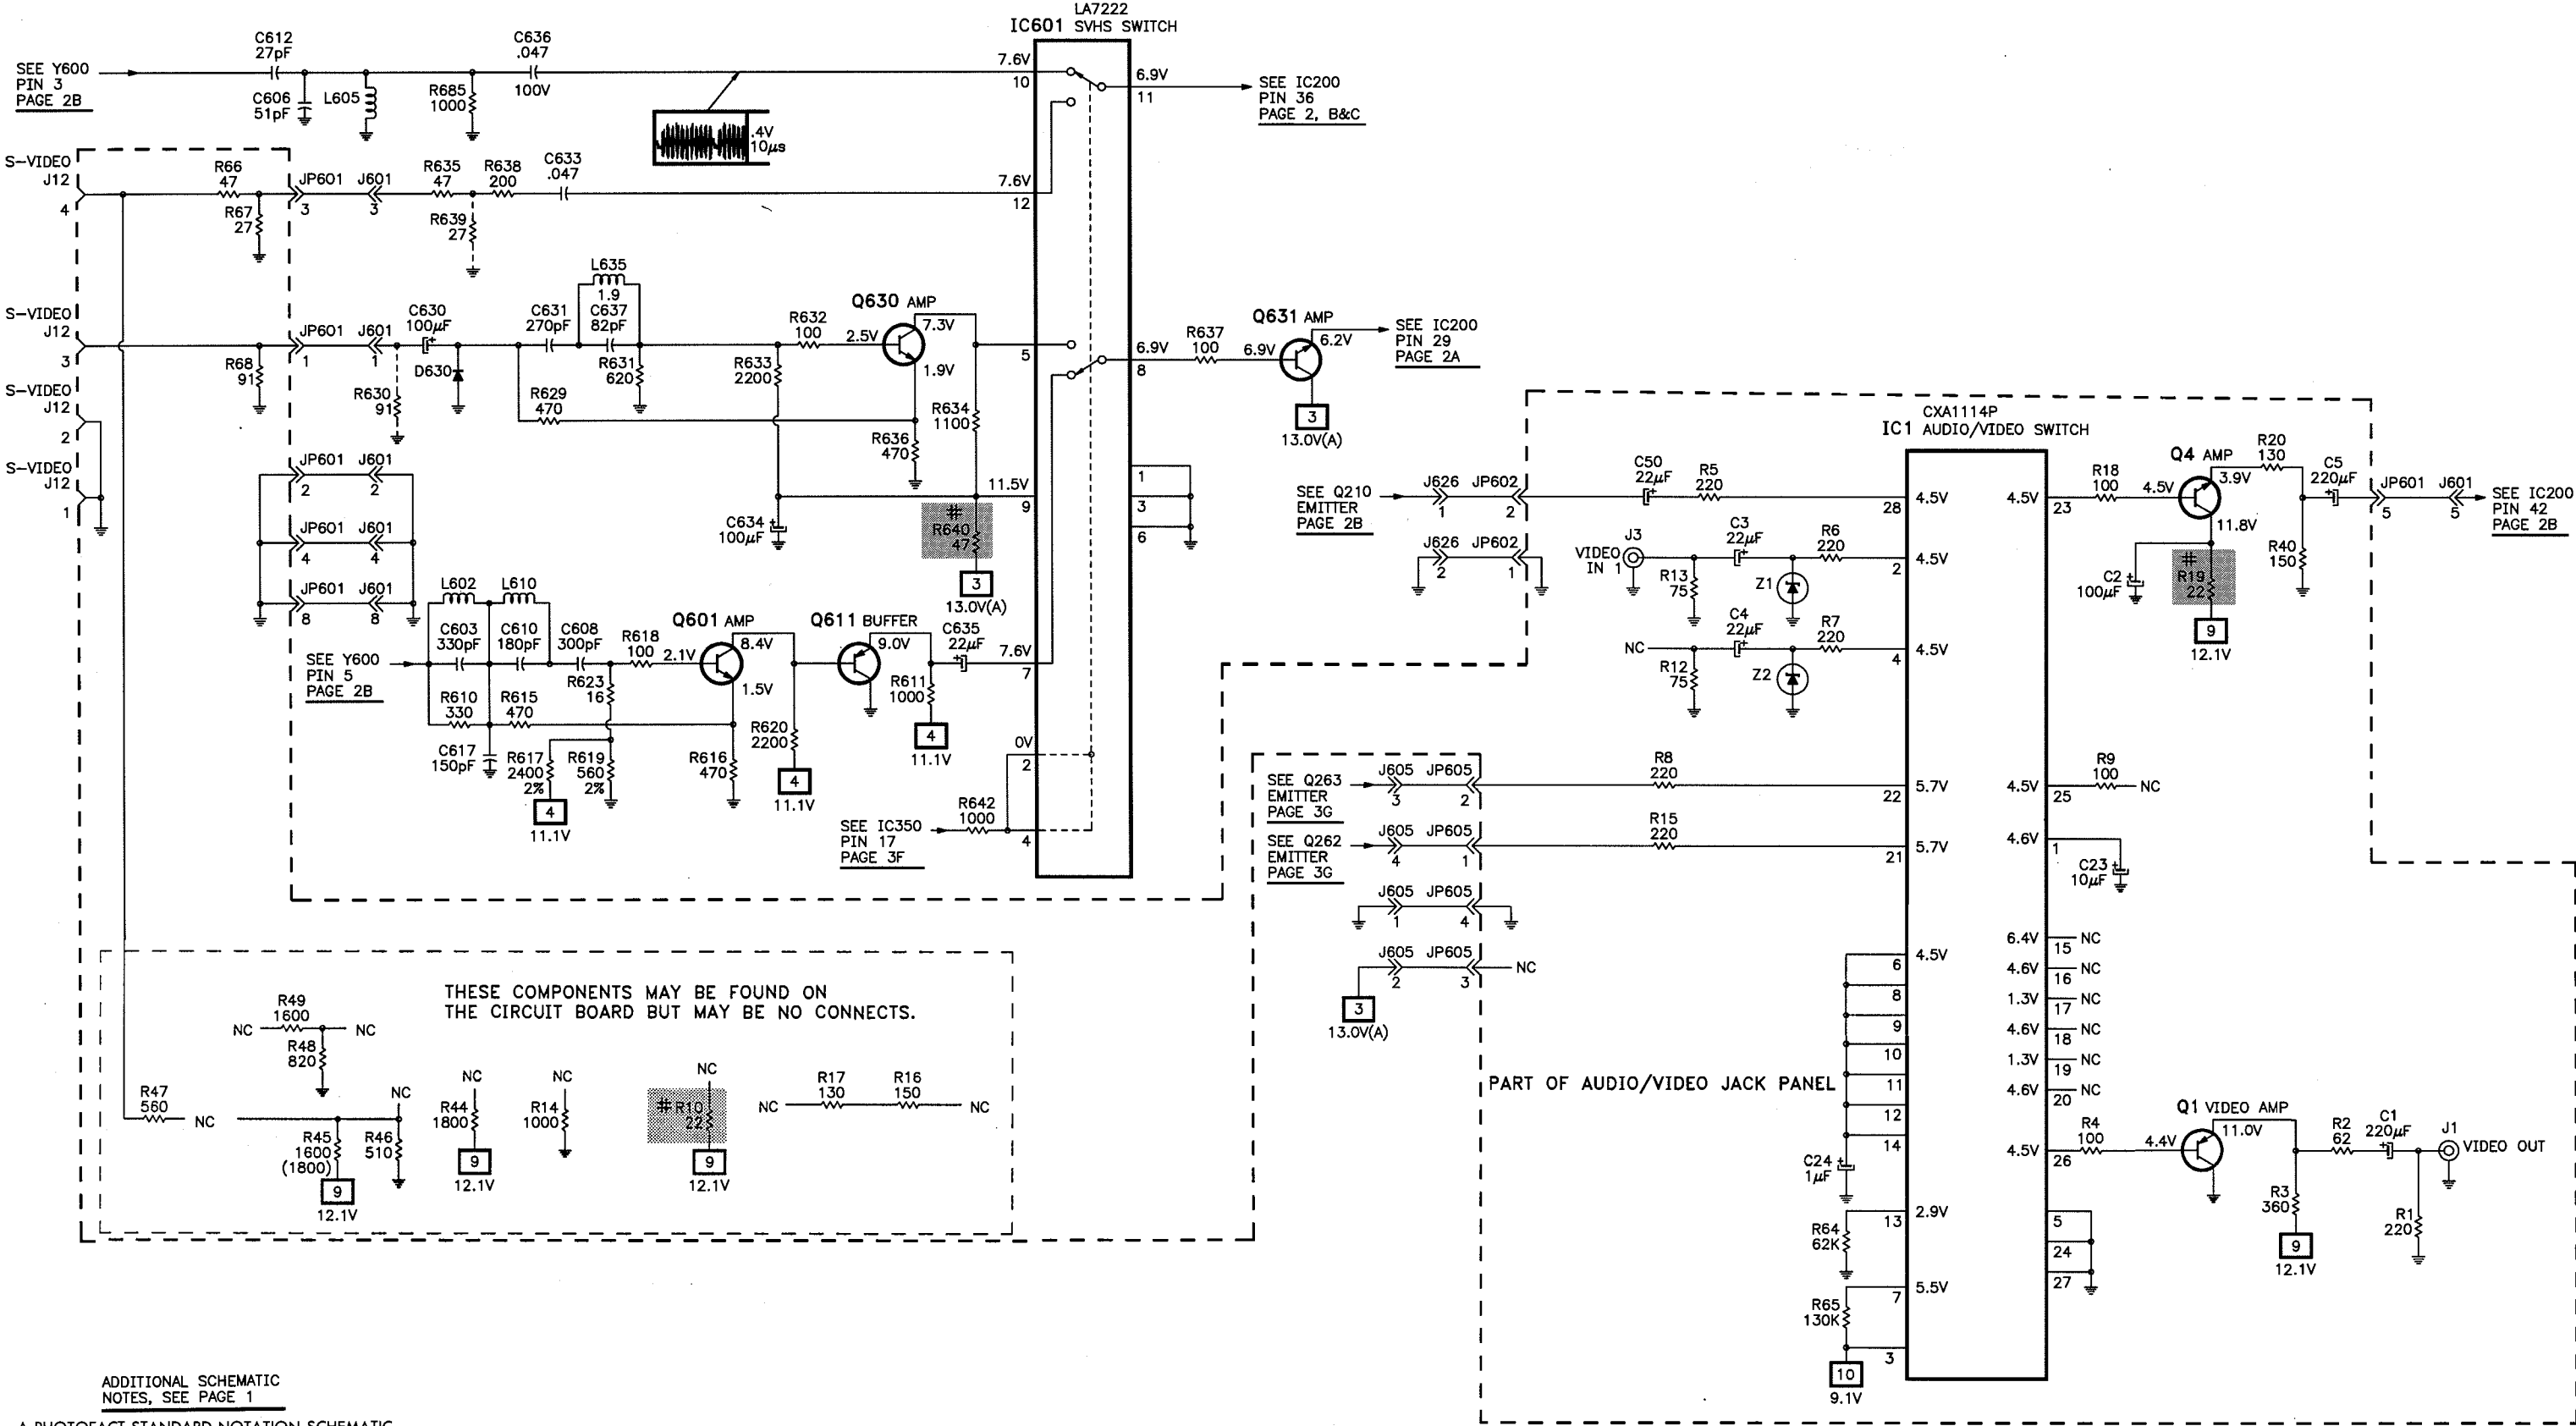 LA7222
IC601 SVHS SWITCH
C612
27pF
C636
.047
100V
SEE Y600
PIN 3
PAGE 2B
C606
51pF
L605
R685
1000
7.6V
10
6.9V
11
SEE IC200
PIN 36
PAGE 2, B&C
.4V
10μs
S-VIDEO
J12
4
R66
47
R67
27
JP601
3
J601
3
R635
47
R638
200
C633
.047
R639
27
7.6V
12
L635
1.9
S-VIDEO
J12
3
R68
91
JP601
1
J601
1
C630
100μF
R630
91
D630
C631
270pF
C637
82pF
R631
620
R629
470
R632
100
R633
2200
2.5V
Q630 AMP
7.3V
1.9V
R634
1100
R636
470
5
6.9V
8
R637
100
6.9V
Q631 AMP
6.2V
3
13.0V(A)
SEE IC200
PIN 29
PAGE 2A
S-VIDEO
J12
2
S-VIDEO
J12
1
JP601
2
J601
2
JP601
4
J601
4
JP601
8
J601
8
11.5V
9
C634
100μF
#
R640
47
3
13.0V(A)
1
3
6
L602
L610
C603
330pF
C610
180pF
C608
300pF
SEE Y600
PIN 5
PAGE 2B
R610
330
R615
470
C617
150pF
R618
100
R623
16
R617
2400
2%
R619
560
2%
4
11.1V
2.1V
Q601 AMP
8.4V
1.5V
R616
470
R620
2200
4
11.1V
Q611 BUFFER
9.0V
R611
1000
4
11.1V
C635
22μF
7.6V
7
0V
2
SEE IC350
PIN 17
PAGE 3F
R642
1000
4
CXA1114P
IC1 AUDIO/VIDEO SWITCH
SEE Q210
EMITTER
PAGE 2B
J626
1
JP602
2
C50
22μF
R5
220
28
4.5V
J626
2
JP602
1
J3
VIDEO
IN 1
R13
75
C3
22μF
Z1
R6
220
2
4.5V
NC
R12
75
C4
22μF
Z2
R7
220
4
4.5V
4.5V
23
R18
100
4.5V
Q4 AMP
3.9V
11.8V
R20
130
C5
220μF
JP601
5
J601
5
SEE IC200
PIN 42
PAGE 2B
C2
100μF
#
R19
22
9
12.1V
R40
150
SEE Q263
EMITTER
PAGE 3G
J605
3
JP605
2
R8
220
22
5.7V
4.5V
25
R9
100
NC
SEE Q262
EMITTER
PAGE 3G
J605
4
JP605
1
R15
220
21
5.7V
4.6V
1
C23
10μF
J605
1
JP605
4
J605
2
JP605
3
NC
3
13.0V(A)
6
4.5V
8
9
10
11
12
14
C24
1μF
6.4V
15
NC
4.6V
16
NC
1.3V
17
NC
4.6V
18
NC
1.3V
19
NC
4.6V
20
NC
PART OF AUDIO/VIDEO JACK PANEL
4.5V
26
R4
100
4.4V
Q1 VIDEO AMP
11.0V
R2
62
C1
220μF
J1
VIDEO OUT
R3
360
9
12.1V
R1
220
5
24
27
13
2.9V
R64
62K
7
5.5V
R65
130K
3
10
9.1V
THESE COMPONENTS MAY BE FOUND ON
THE CIRCUIT BOARD BUT MAY BE NO CONNECTS.
NC
R49
1600
NC
R48
820
R47
560
NC
NC
R45
1600
(1800)
9
12.1V
R46
510
NC
R44
1800
9
12.1V
NC
R14
1000
NC
# R10
22
9
12.1V
NC
R17
130
R16
150
NC
ADDITIONAL SCHEMATIC
NOTES, SEE PAGE 1
A PHOTOFACT STANDARD NOTATION SCHEMATIC